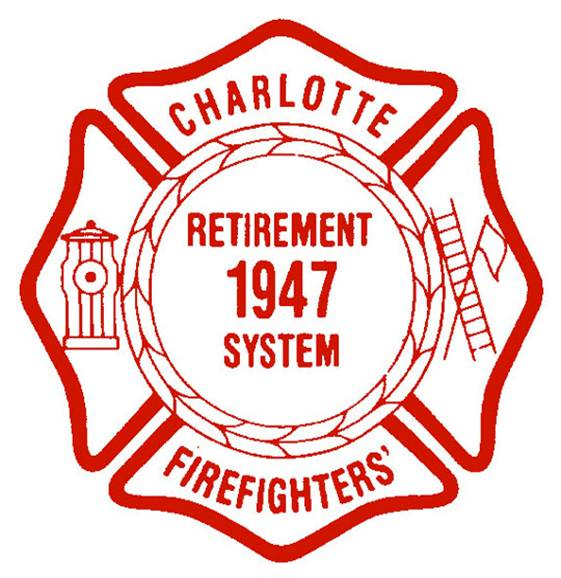 CHARLOTTE
RETIREMENT
1947
SYSTEM
FIREFIGHTERS'